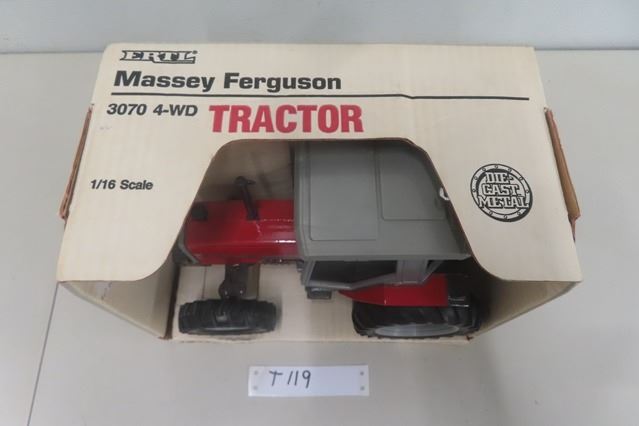 ERTL
Massey Ferguson
3070 4-WD TRACTOR
1/16 Scale
DIE
CAST
METAL
T119